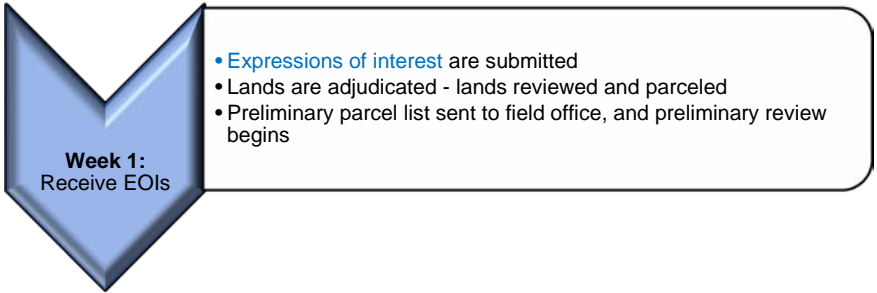 Week 1:
Receive EOIs
• Expressions of interest are submitted
• Lands are adjudicated - lands reviewed and parceled
• Preliminary parcel list sent to field office, and preliminary review
begins